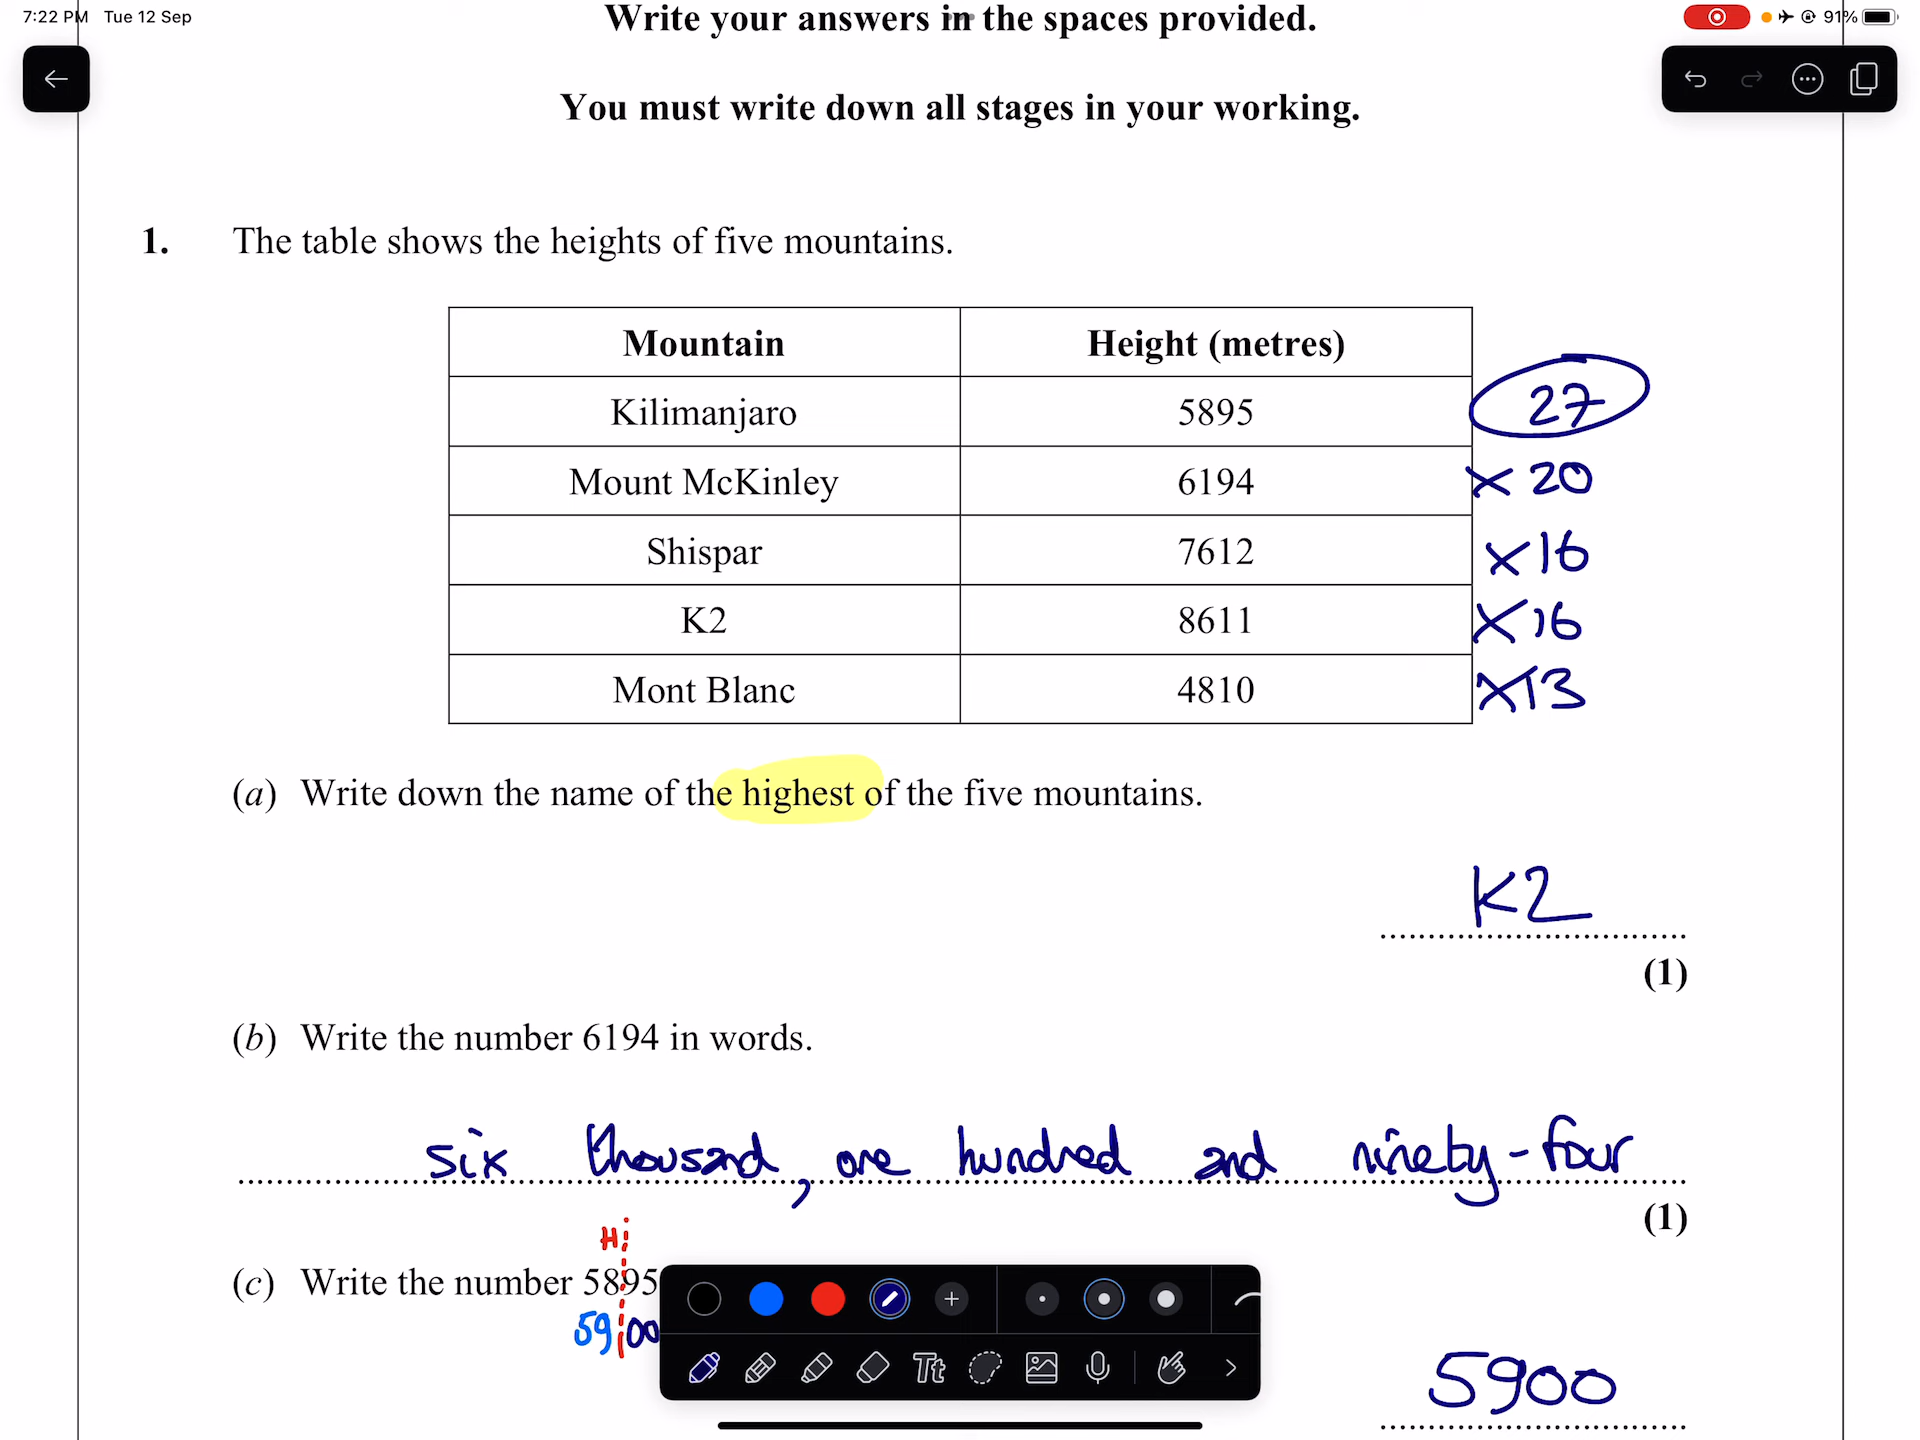 7:22 PM Tue 12 Sep
91%
Write your answers in the spaces provided.
You must write down all stages in your working.
1. The table shows the heights of five mountains.
Mountain Height (metres)
Kilimanjaro 5895 27
Mount McKinley 6194 × 20
Shispar 7612 × 16
K2 8611 × 16
Mont Blanc 4810 × 13
(a) Write down the name of the highest of the five mountains.
K2
(1)
(b) Write the number 6194 in words.
six thousand, one hundred and ninety-four
(1)
H
(c) Write the number 5895
59 00
Tt
5900